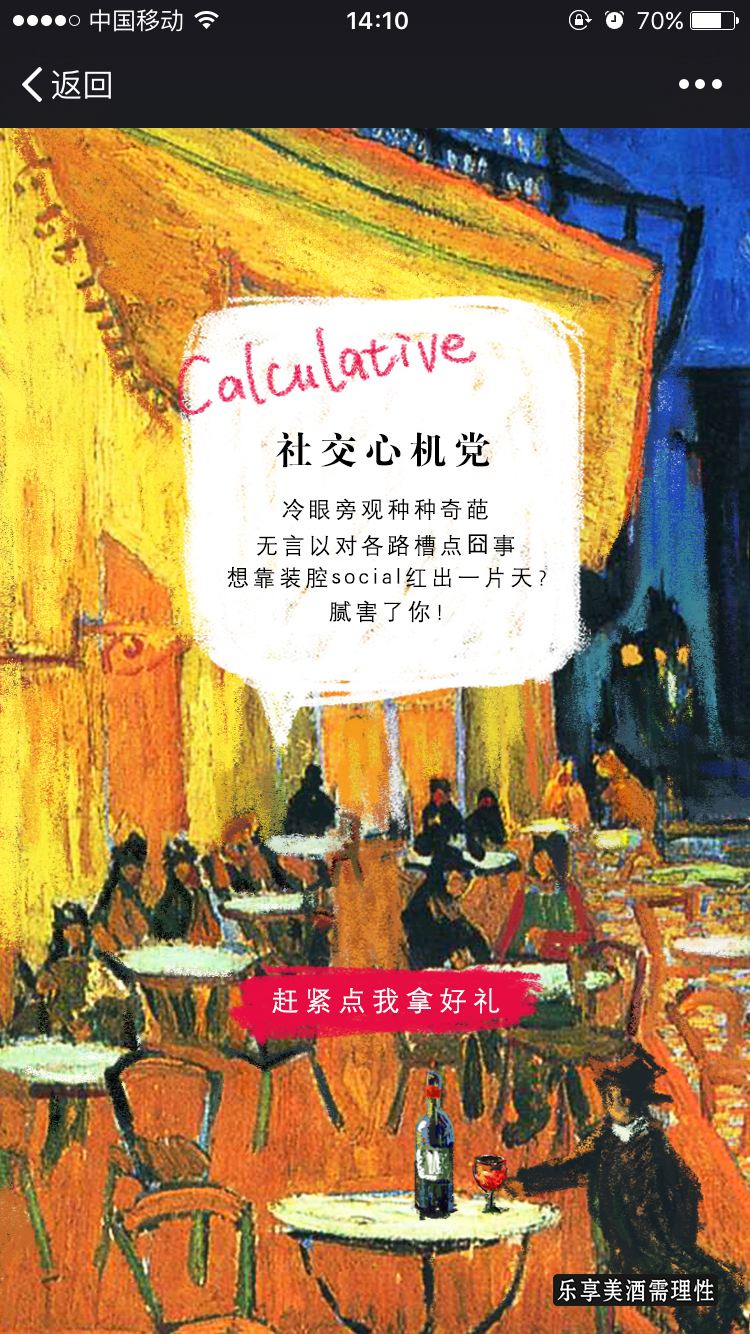 中国移动 14:10 70%
返回
Calculative
社交心机党
冷眼旁观种种奇葩
无言以对各路槽点囧事
想靠装腔social红出一片天?
腻害了你!
赶紧点我拿好礼
乐享美酒需理性